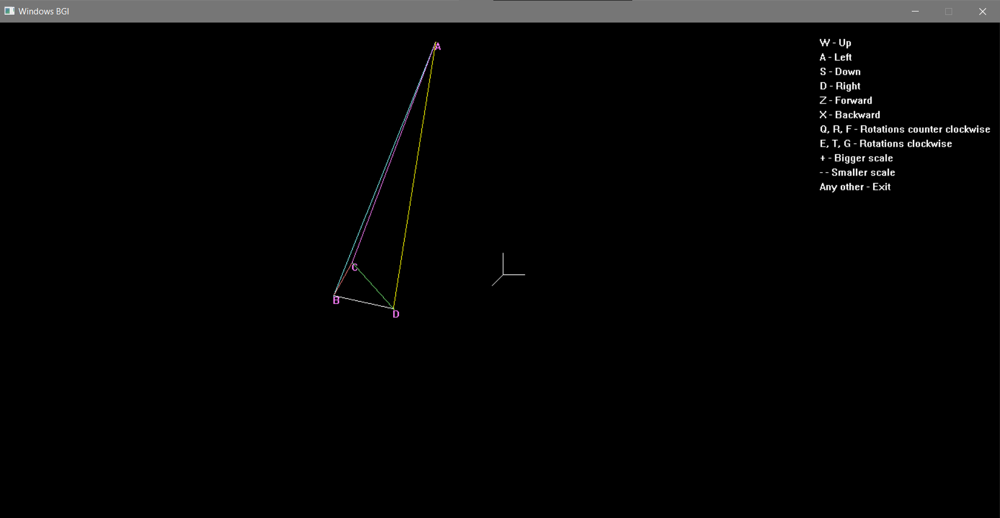 Windows BGI
A
W - Up
A - Left
S - Down
D - Right
Z - Forward
X - Backward
Q, R, F - Rotations counter clockwise
E, T, G - Rotations clockwise
+ - Bigger scale
- - Smaller scale
Any other - Exit
C
B
D